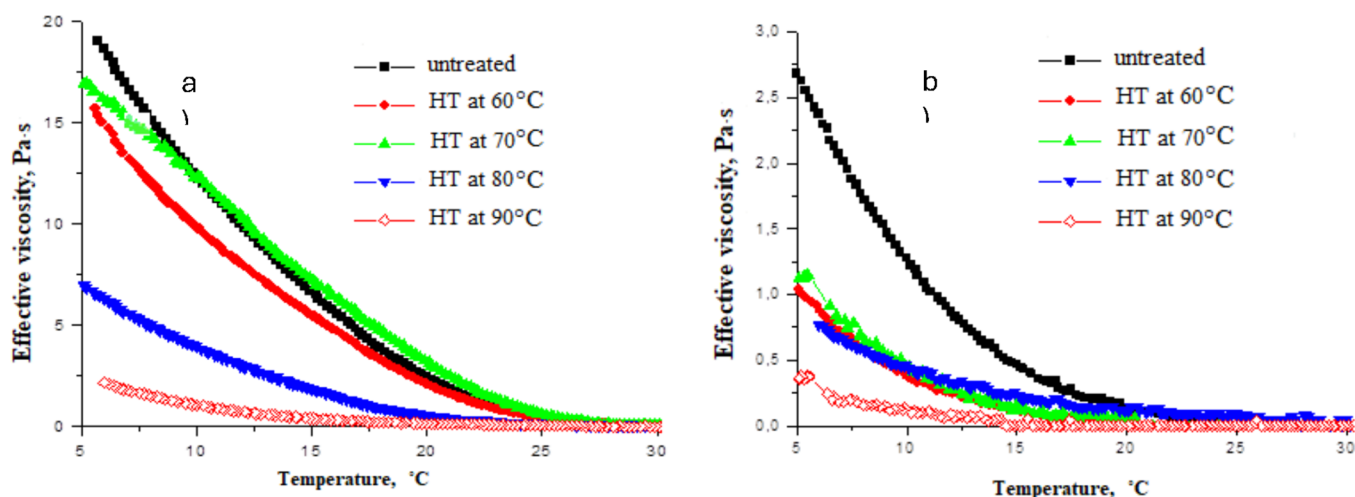 20
15
10
5
0
5
10
15
20
25
30
Effective viscosity, Pa·s
Temperature, °C
a
)
untreated
HT at 60°C
HT at 70°C
HT at 80°C
HT at 90°C
3,0
2,5
2,0
1,5
1,0
0,5
0,0
5
10
15
20
25
30
Effective viscosity, Pa·s
Temperature, °C
b
)
untreated
HT at 60°C
HT at 70°C
HT at 80°C
HT at 90°C